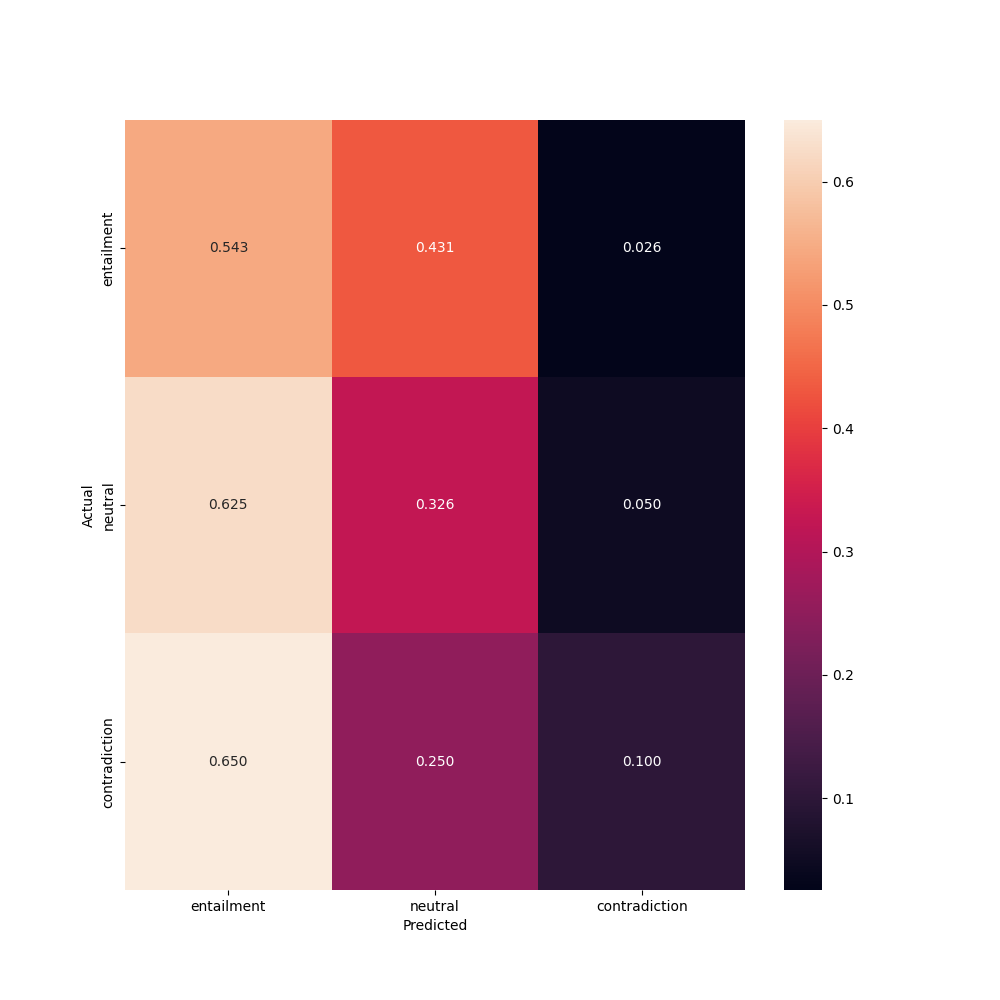 entailment
0.543 0.431 0.026
0.6
0.5
0.4
Actual
neutral
0.625 0.326 0.050
0.3
0.2
contradiction
0.650 0.250 0.100
0.1
entailment neutral contradiction
Predicted